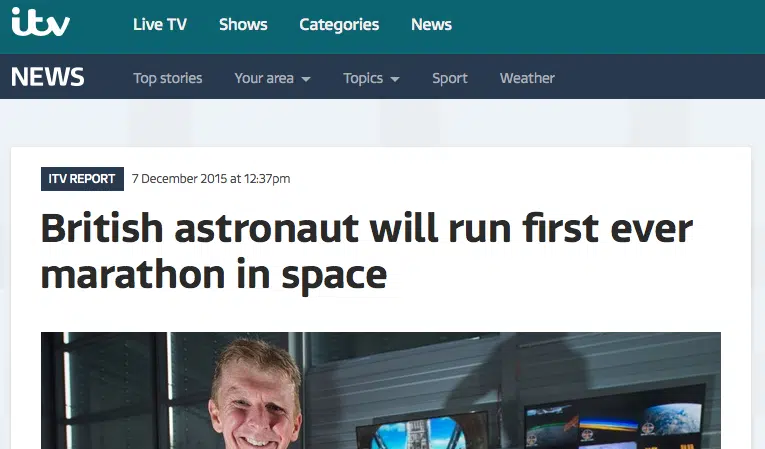 itv Live TV Shows Categories News
NEWS Top stories Your area Topics Sport Weather
ITV REPORT 7 December 2015 at 12:37pm
British astronaut will run first ever
marathon in space